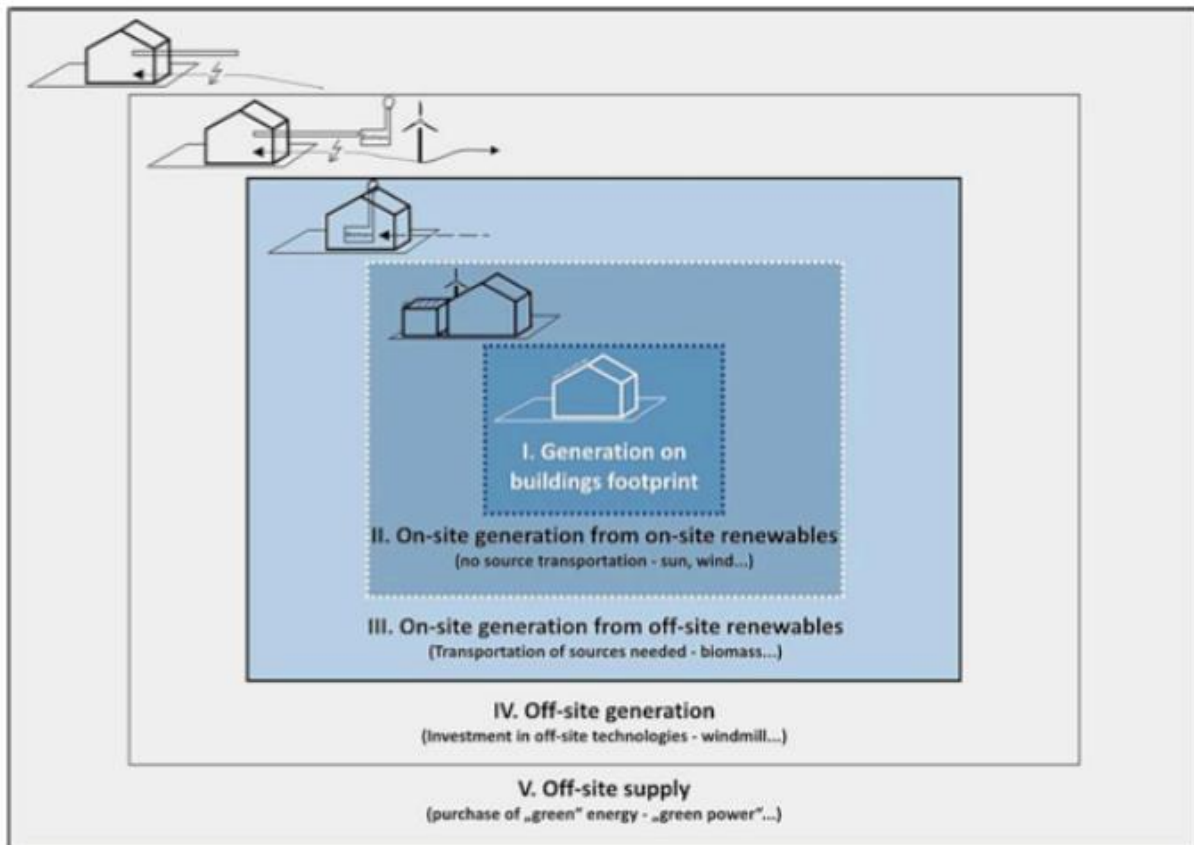 I. Generation on
buildings footprint
II. On-site generation from on-site renewables
(no source transportation - sun, wind...)
III. On-site generation from off-site renewables
(Transportation of sources needed - biomass...)
IV. Off-site generation
(Investment in off-site technologies - windmill...)
V. Off-site supply
(purchase of „green” energy - „green power”...)